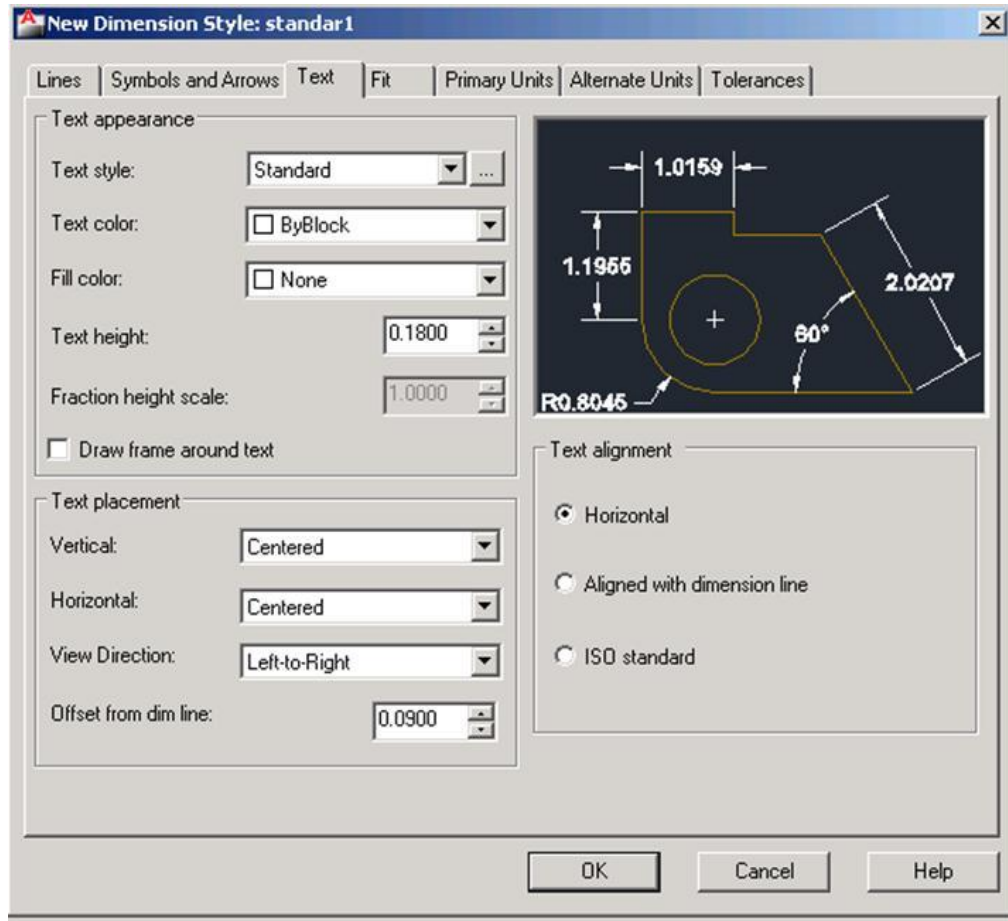 New Dimension Style: standar1
Lines Symbols and Arrows Text Fit Primary Units Alternate Units Tolerances
Text appearance
Text style: Standard ...
Text color: ByBlock
Fill color: None
Text height: 0.1800
Fraction height scale: 1.0000
Draw frame around text
Text placement
Vertical: Centered
Horizontal: Centered
View Direction: Left-to-Right
Offset from dim line: 0.0900
1.0159
1.1955
2.0207
60°
R0.8045
Text alignment
Horizontal
Aligned with dimension line
ISO standard
OK Cancel Help